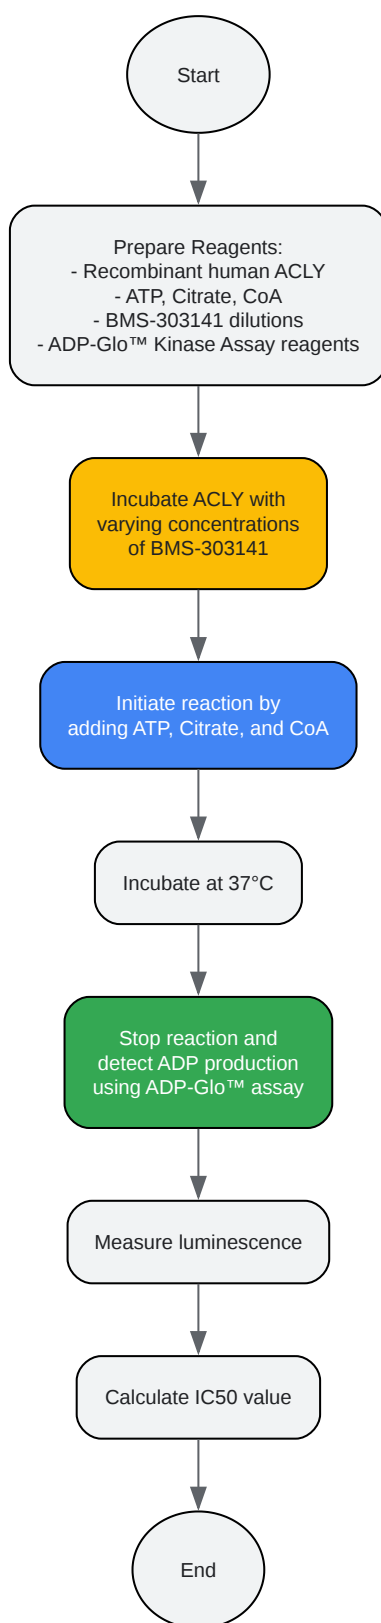 Start
Prepare Reagents:
- Recombinant human ACLY
- ATP, Citrate, CoA
- BMS-303141 dilutions
- ADP-Glo™ Kinase Assay reagents
Incubate ACLY with
varying concentrations
of BMS-303141
Initiate reaction by
adding ATP, Citrate, and CoA
Incubate at 37°C
Stop reaction and
detect ADP production
using ADP-Glo™ assay
Measure luminescence
Calculate IC50 value
End